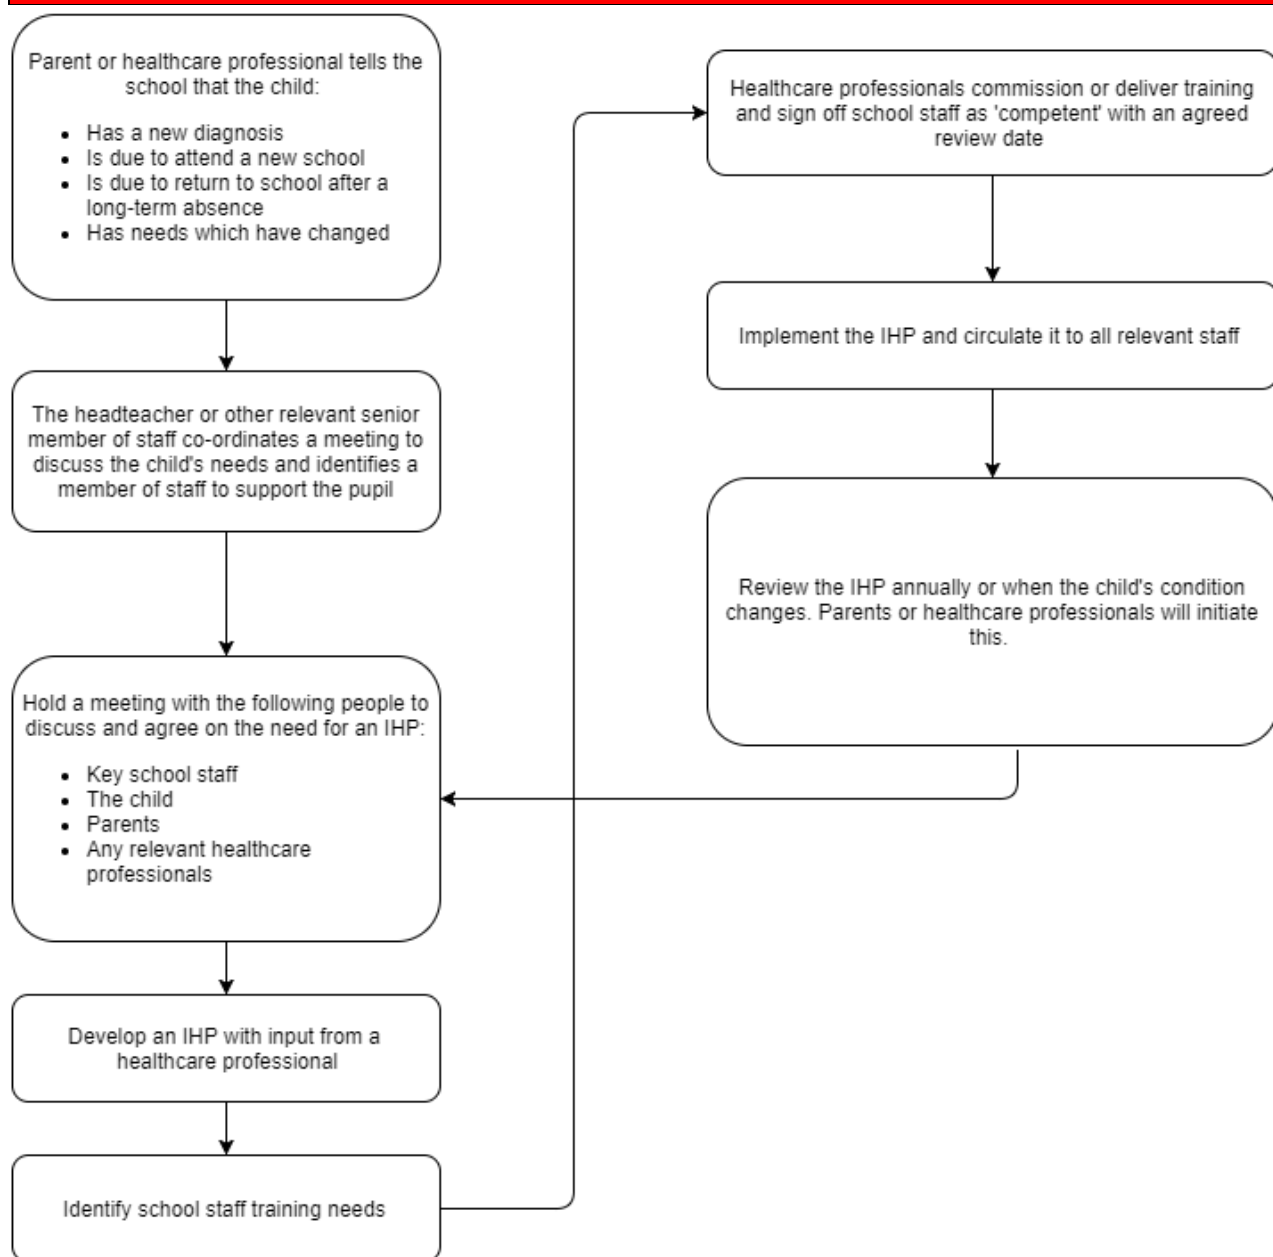 Parent or healthcare professional tells the
school that the child:
• Has a new diagnosis
• Is due to attend a new school
• Is due to return to school after a
long-term absence
• Has needs which have changed
The headteacher or other relevant senior
member of staff co-ordinates a meeting to
discuss the child's needs and identifies a
member of staff to support the pupil
Hold a meeting with the following people to
discuss and agree on the need for an IHP:
• Key school staff
• The child
• Parents
• Any relevant healthcare
professionals
Develop an IHP with input from a
healthcare professional
Identify school staff training needs
Healthcare professionals commission or deliver training
and sign off school staff as 'competent' with an agreed
review date
Implement the IHP and circulate it to all relevant staff
Review the IHP annually or when the child's condition
changes. Parents or healthcare professionals will initiate
this.